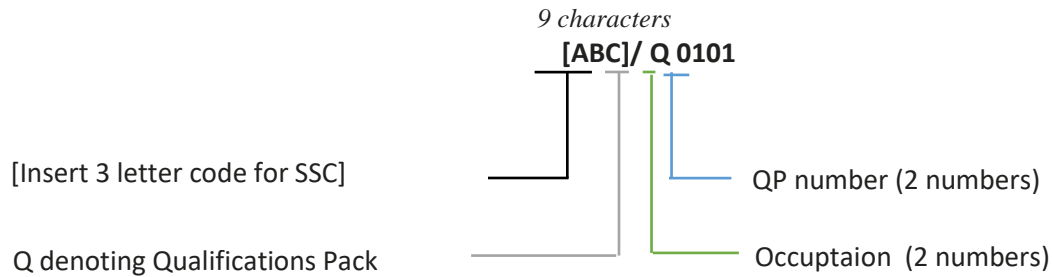 9 characters
[ABC]/ Q 0101
[Insert 3 letter code for SSC]
QP number (2 numbers)
Q denoting Qualifications Pack
Occuptaion (2 numbers)